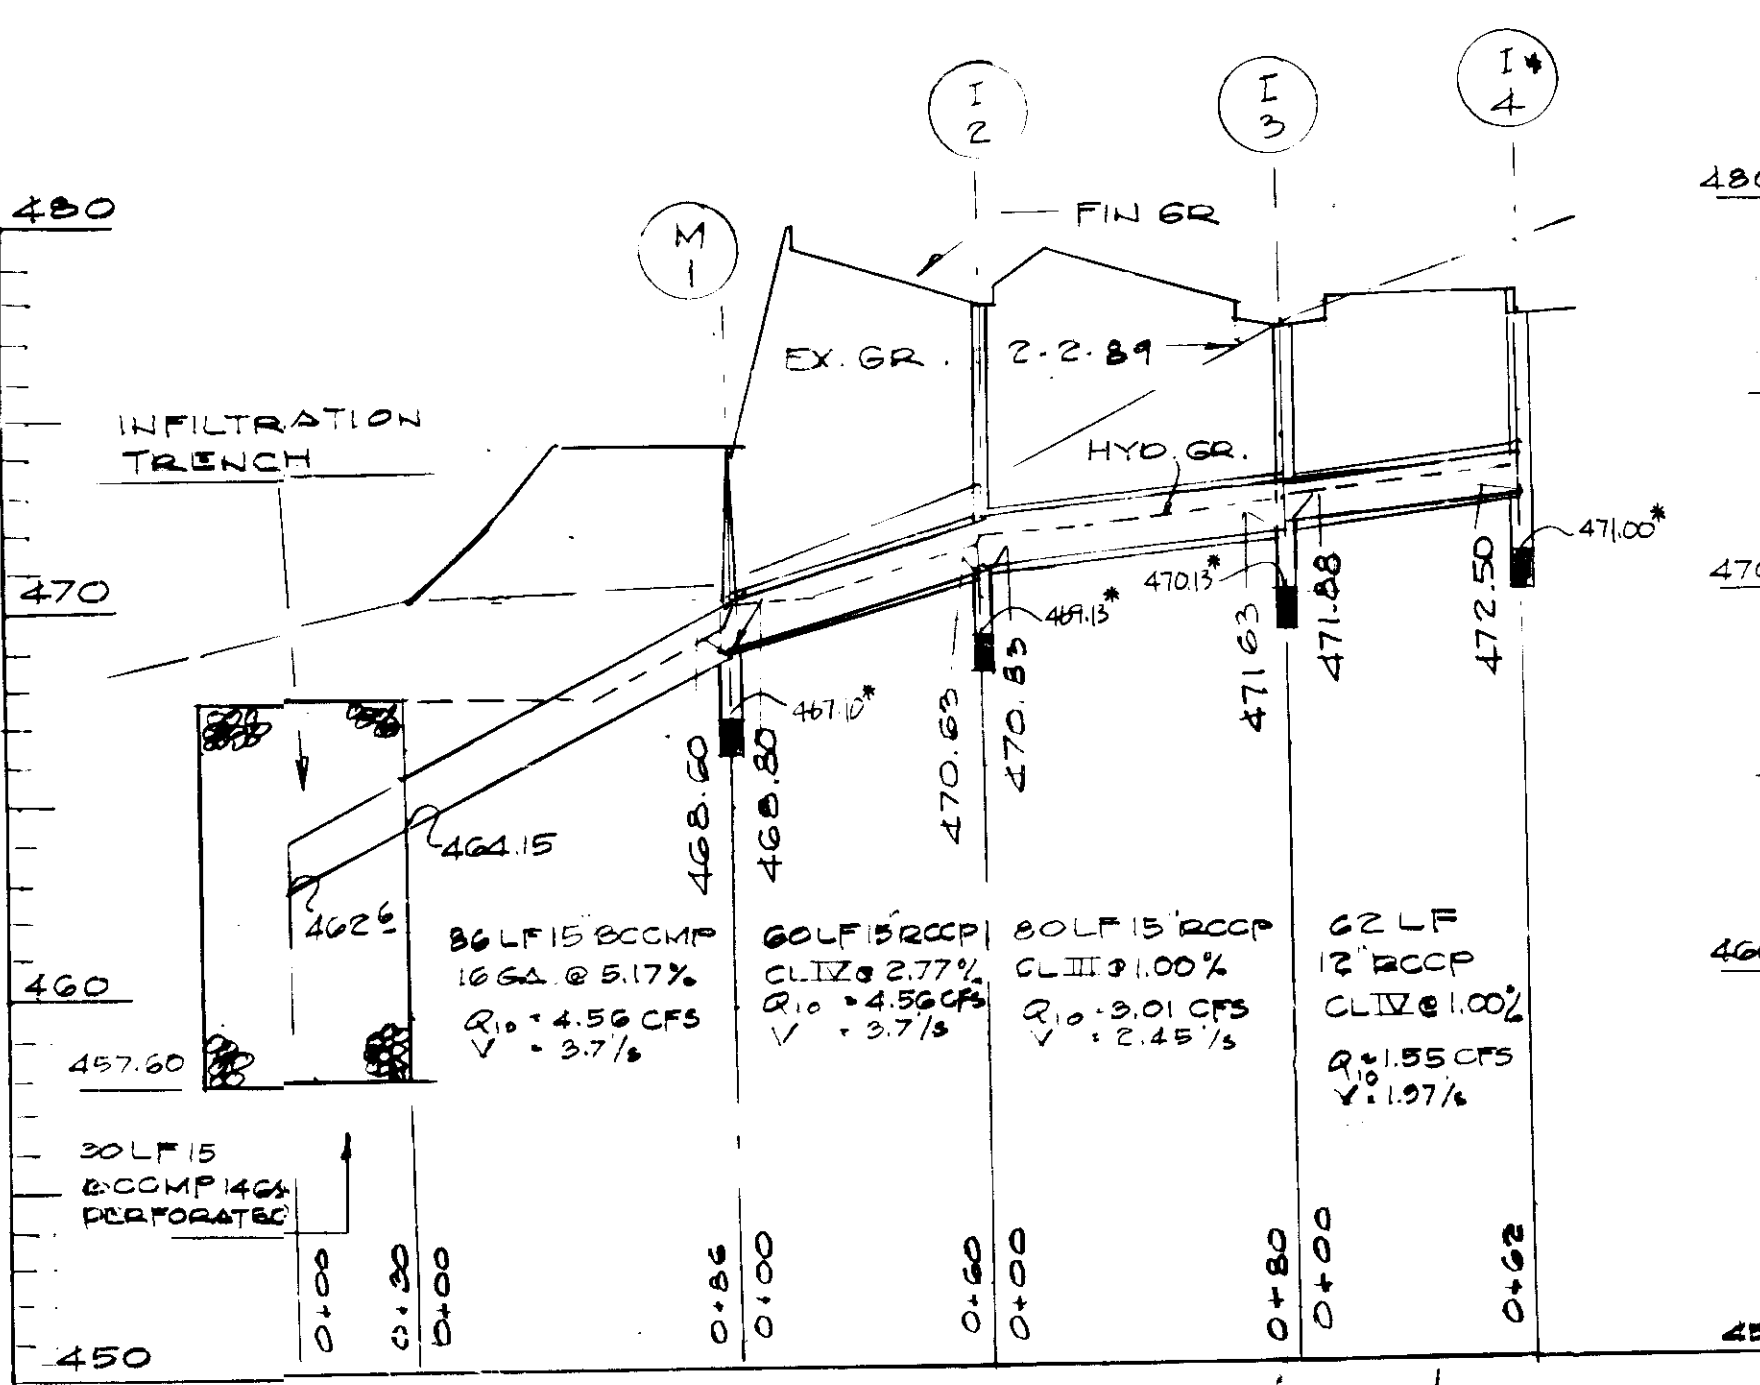 I
2
I
3
I *
4
M
1
480
480
FIN GR
EX. GR.
2-2-89
INFILTRATION
TRENCH
HYD. GR.
470
470
471.00*
470.13*
469.13*
467.10*
468.60
468.80
470.63
470.83
471.63
471.88
472.50
464.15
462.6
86 LF 15" BCCMP
16 GA. @ 5.17%
Q10 = 4.56 CFS
V = 3.7'/s
60 LF 15" RCCP
CL IV @ 2.77%
Q10 = 4.56 CFS
V = 3.7'/s
80 LF 15" RCCP
CL III @ 1.00%
Q10 = 3.01 CFS
V = 2.45'/s
62 LF
12" RCCP
CL IV @ 1.00%
Q10 = 1.55 CFS
V = 1.97'/s
460
460
457.60
30 LF 15
BCCMP 14GA
PERFORATED
0+00
0+30
0+00
0+86
0+00
0+60
0+00
0+80
0+00
0+62
450